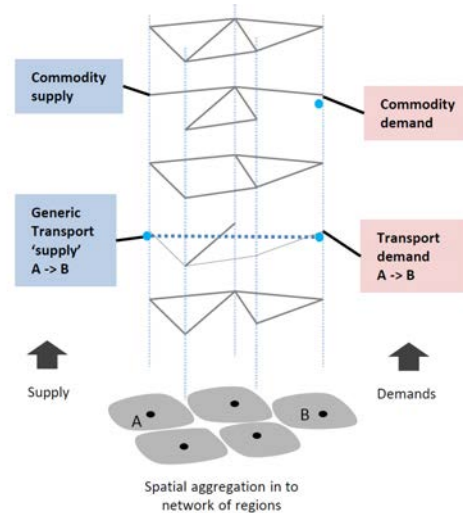 Commodity
supply
Commodity
demand
Generic
Transport
'supply'
A -> B
Transport
demand
A -> B
Supply
Demands
A
B
Spatial aggregation in to
network of regions